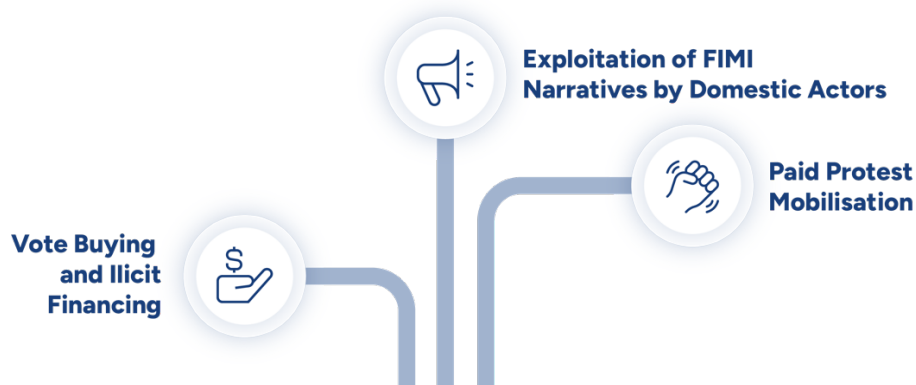 Exploitation of FIMI
Narratives by Domestic Actors
Paid Protest
Mobilisation
Vote Buying
and Ilicit
Financing
$